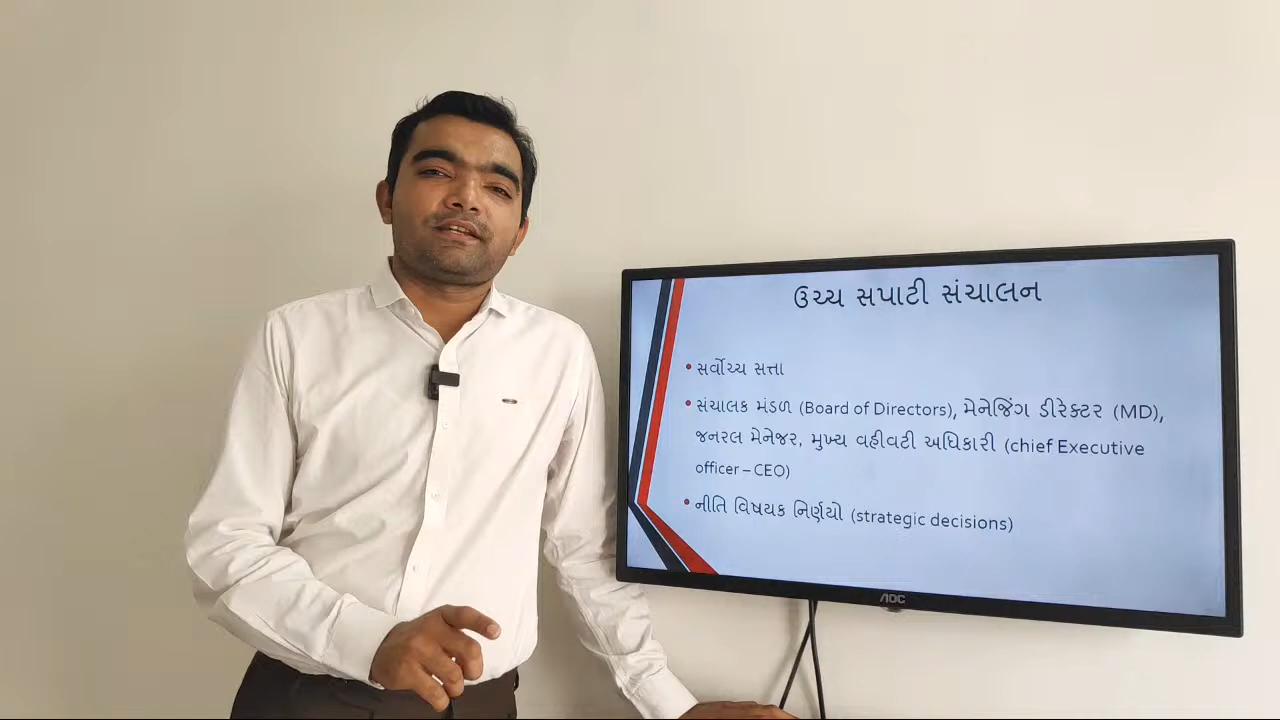 ઉચ્ચ સપાટી સંચાલન
• સર્વોચ્ચ સત્તા
• સંચાલક મંડળ (Board of Directors), મેનેજિંગ ડીરેક્ટર (MD),
જનરલ મેનેજર, મુખ્ય વહીવટી અધિકારી (chief Executive
officer – CEO)
• નીતિ વિષયક નિર્ણયો (strategic decisions)
AOC